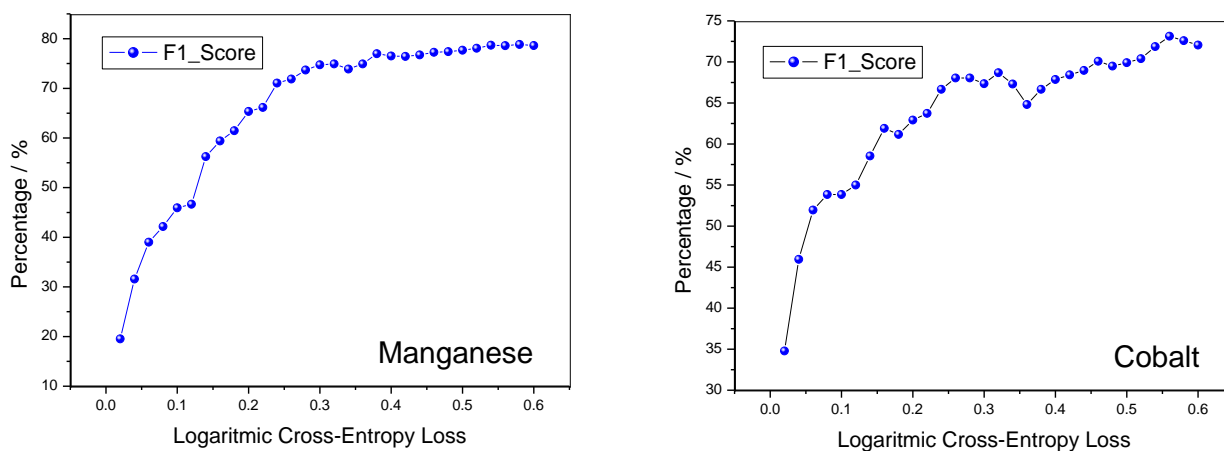 F1_Score
80
70
60
50
40
30
20
10
Percentage / %
Manganese
0.0 0.1 0.2 0.3 0.4 0.5 0.6
Logaritmic Cross-Entropy Loss
75
70
65
60
55
50
45
40
35
30
Percentage / %
F1_Score
Cobalt
0.0 0.1 0.2 0.3 0.4 0.5 0.6
Logaritmic Cross-Entropy Loss